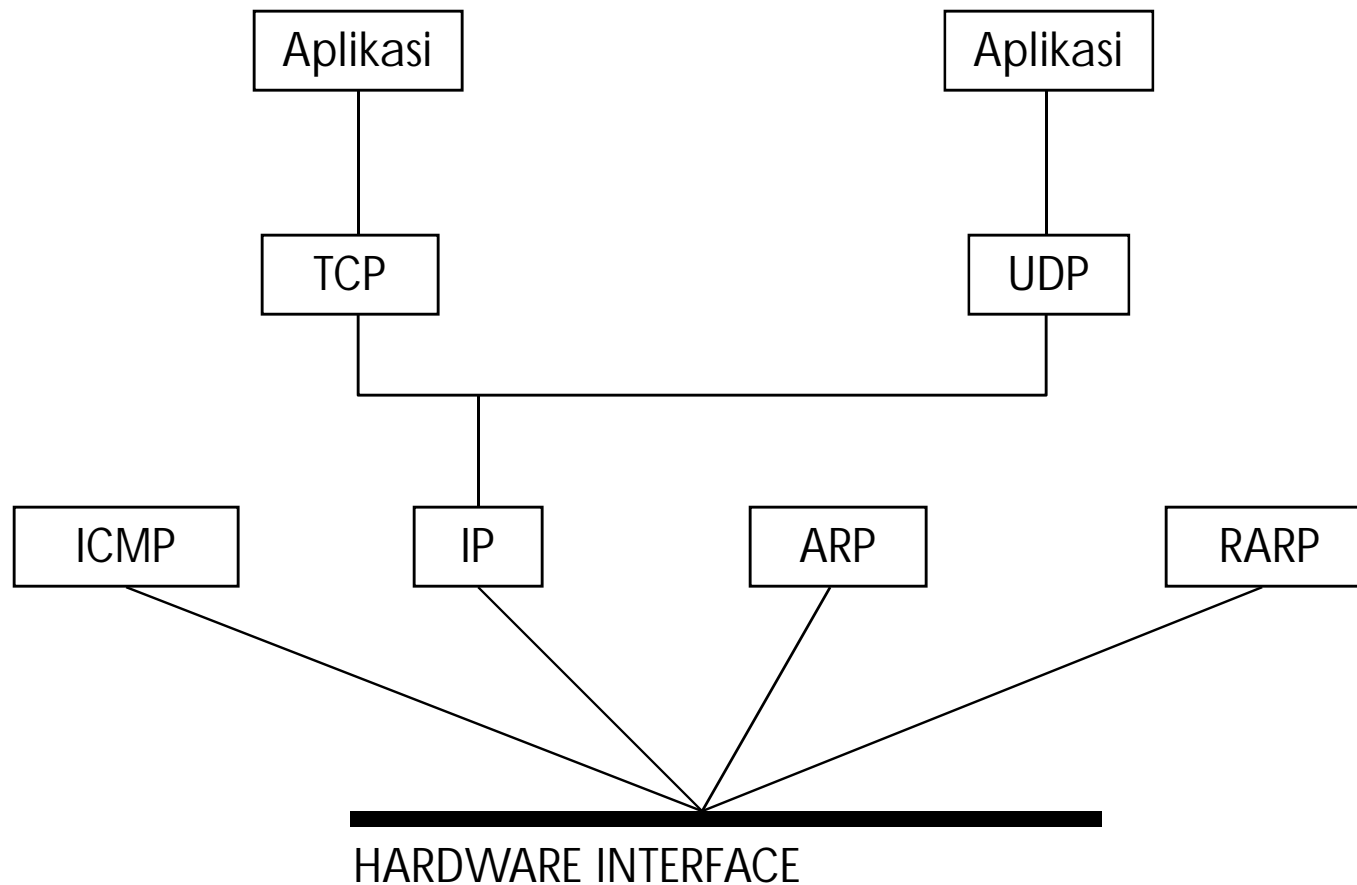 Aplikasi
Aplikasi
TCP
UDP
ICMP
IP
ARP
RARP
HARDWARE INTERFACE